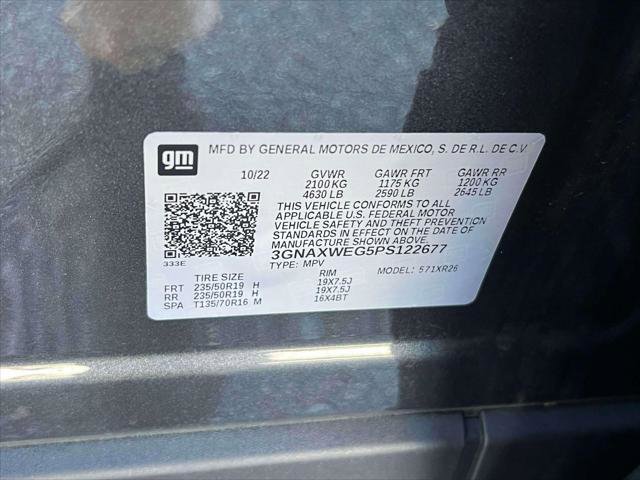 gm MFD BY GENERAL MOTORS DE MEXICO, S. DE R.L. DE C.V.
10/22 GVWR GAWR FRT GAWR RR
2100 KG 1175 KG 1200 KG
4630 LB 2590 LB 2645 LB
THIS VEHICLE CONFORMS TO ALL
APPLICABLE U.S. FEDERAL MOTOR
VEHICLE SAFETY AND THEFT PREVENTION
STANDARDS IN EFFECT ON THE DATE OF
MANUFACTURE SHOWN ABOVE.
3GNAXWEG5PS122677
333E TYPE: MPV MODEL: 571XR26
TIRE SIZE RIM
FRT 235/50R19 H 19X7.5J
RR 235/50R19 H 19X7.5J
SPA T135/70R16 M 16X4BT